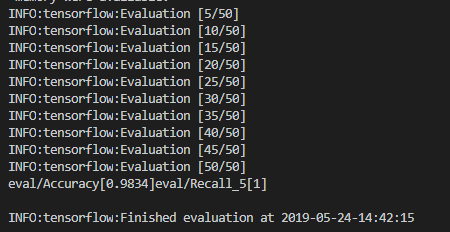 INFO:tensorflow:Evaluation [5/50]
INFO:tensorflow:Evaluation [10/50]
INFO:tensorflow:Evaluation [15/50]
INFO:tensorflow:Evaluation [20/50]
INFO:tensorflow:Evaluation [25/50]
INFO:tensorflow:Evaluation [30/50]
INFO:tensorflow:Evaluation [35/50]
INFO:tensorflow:Evaluation [40/50]
INFO:tensorflow:Evaluation [45/50]
INFO:tensorflow:Evaluation [50/50]
eval/Accuracy[0.9834]eval/Recall_5[1]
INFO:tensorflow:Finished evaluation at 2019-05-24-14:42:15